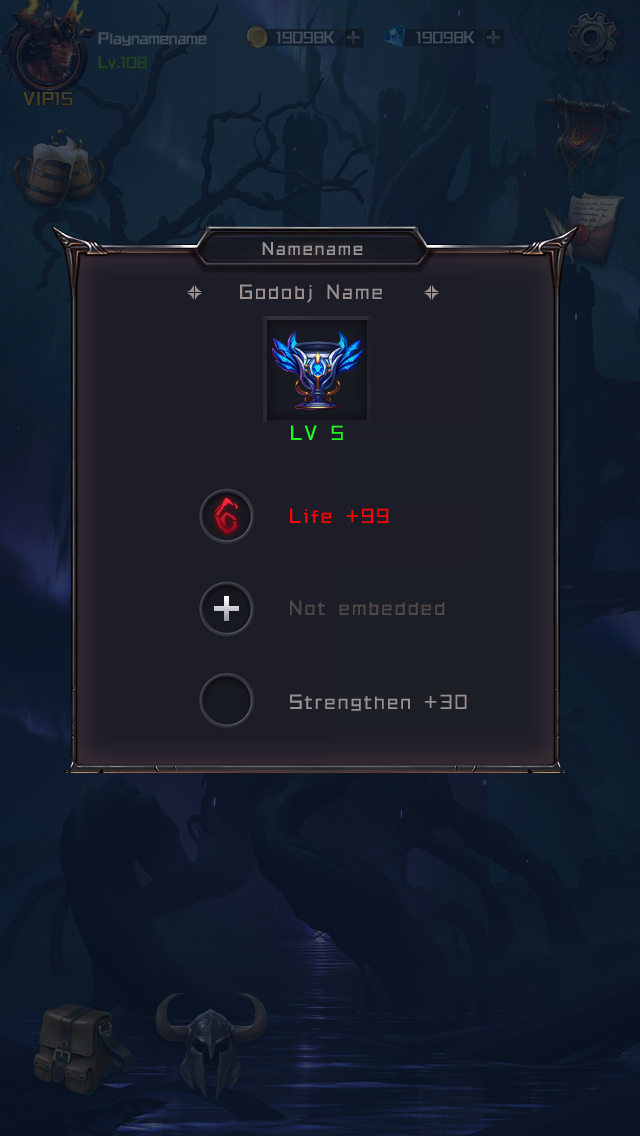 Playnamename
19098K
19098K
Lv.108
VIP15
Namename
Godobj Name
LV 5
Life +99
Not embedded
Strengthen +30